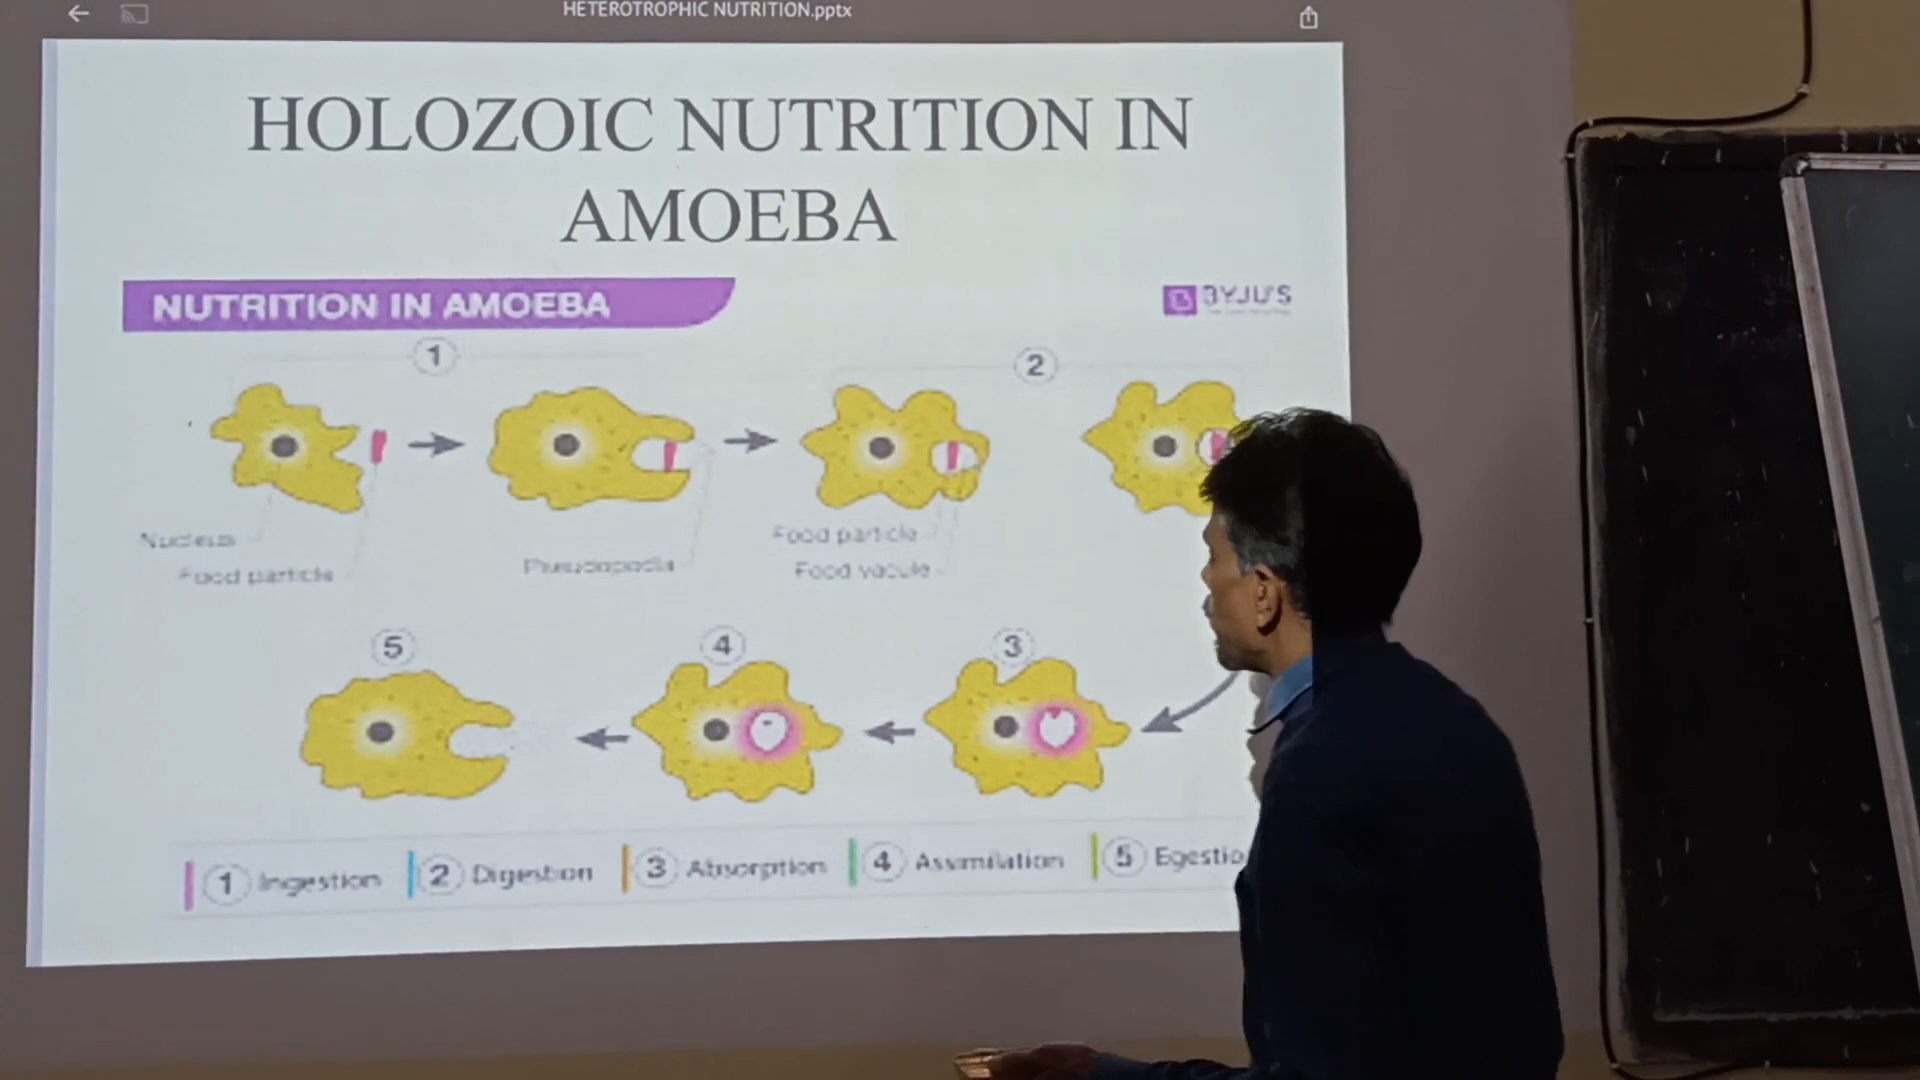 HETEROTROPHIC NUTRITION.pptx
HOLOZOIC NUTRITION IN
AMOEBA
NUTRITION IN AMOEBA
BYJU'S
1
2
Nucleus
Food particle
Pseudopodia
Food particle
Food vacule
5
4
3
1 Ingestion
2 Digestion
3 Absorption
4 Assimilation
5 Egestio